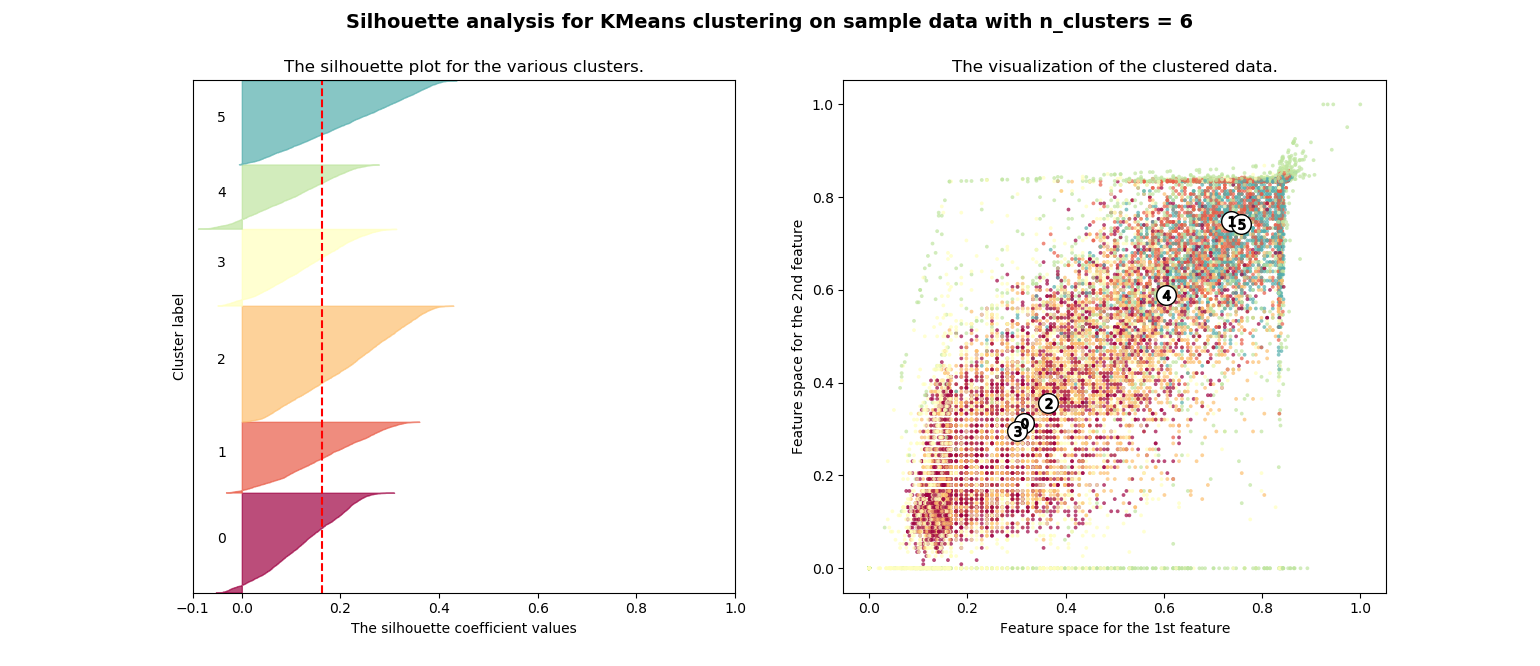 Silhouette analysis for KMeans clustering on sample data with n_clusters = 6
The silhouette plot for the various clusters.
Cluster label
5
4
3
2
1
0
−0.1 0.0 0.2 0.4 0.6 0.8 1.0
The silhouette coefficient values
The visualization of the clustered data.
Feature space for the 2nd feature
1.0
0.8
0.6
0.4
0.2
0.0
1 5
4
2
0
3
0.0 0.2 0.4 0.6 0.8 1.0
Feature space for the 1st feature